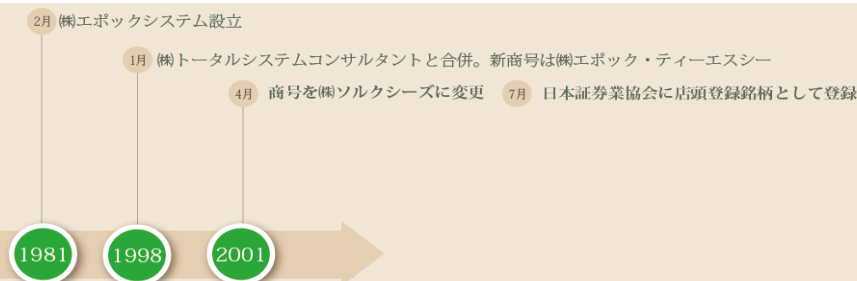 2月 ㈱エポックシステム設立
1月 ㈱トータルシステムコンサルタントと合併。新商号は㈱エポック・ティーエスシー
4月 商号を㈱ソルクシーズに変更 7月 日本証券業協会に店頭登録銘柄として登録
1981 1998 2001